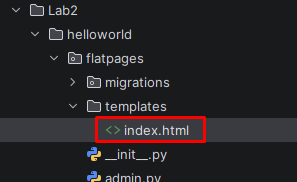 Lab2
helloworld
flatpages
migrations
templates
index.html
__init__.py
admin.py